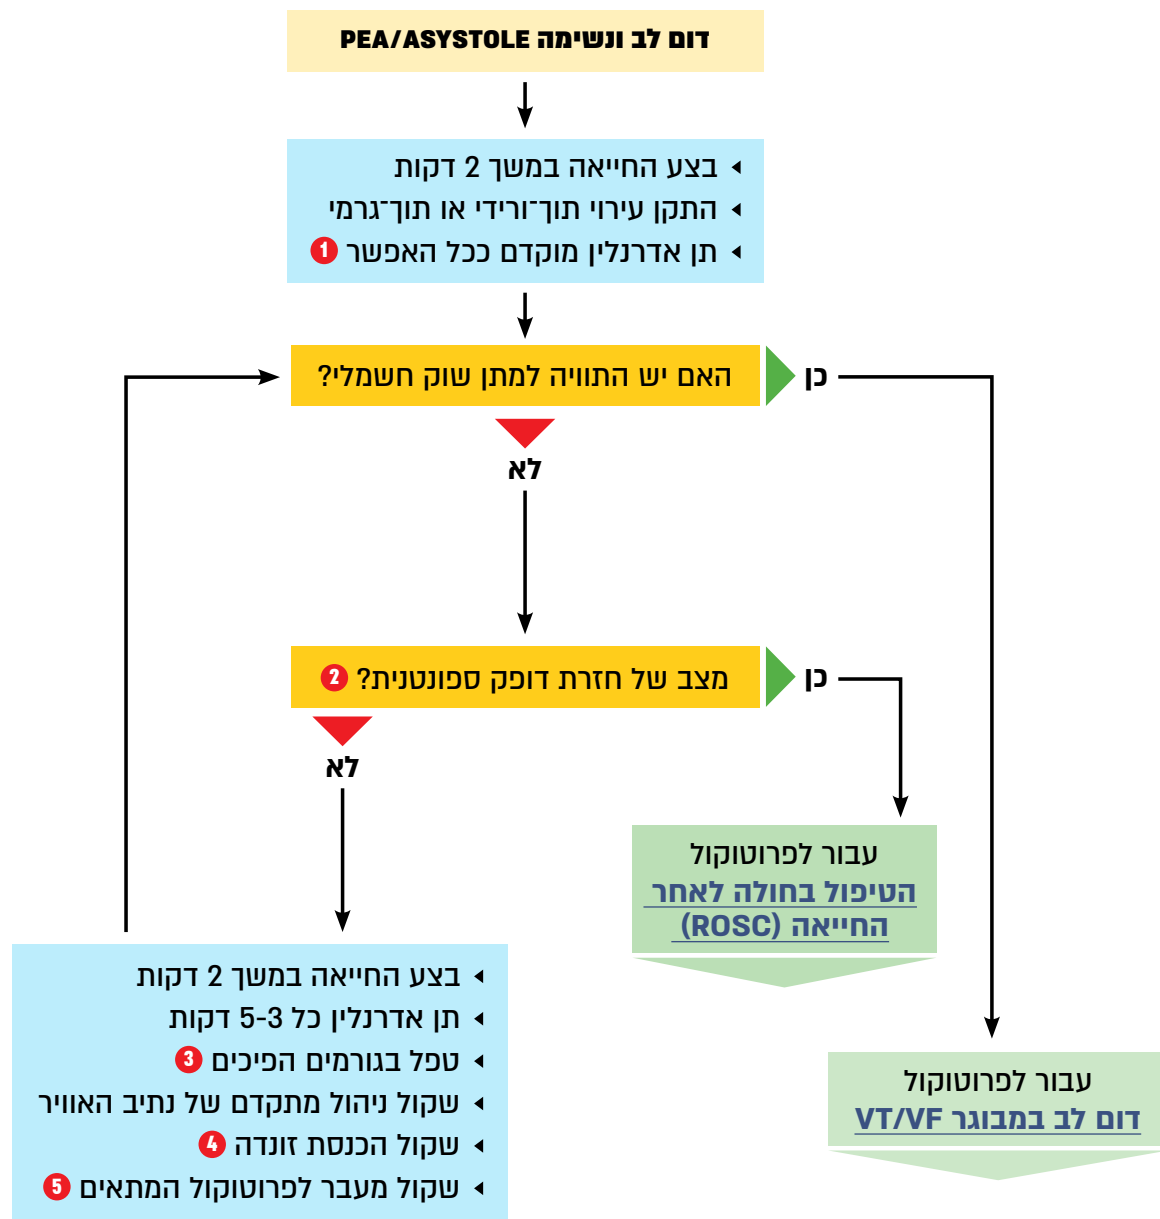 דום לב ונשימה PEA/ASYSTOLE
בצע החייאה במשך 2 דקות
התקן עירוי תוך־ורידי או תוך־גרמי
תן אדרנלין מוקדם ככל האפשר 1
האם יש התוויה למתן שוק חשמלי?
כן
לא
מצב של חזרת דופק ספונטנית? 2
כן
לא
עבור לפרוטוקול
הטיפול בחולה לאחר
החייאה (ROSC)
בצע החייאה במשך 2 דקות
תן אדרנלין כל 5-3 דקות
טפל בגורמים הפיכים 3
שקול ניהול מתקדם של נתיב האוויר
שקול הכנסת זונדה 4
שקול מעבר לפרוטוקול המתאים 5
עבור לפרוטוקול
דום לב במבוגר VT/VF